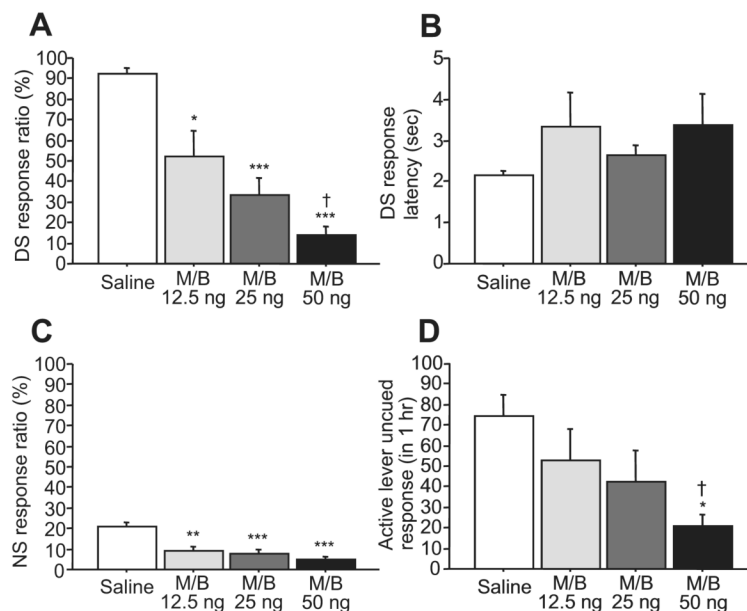 A
DS response ratio (%)
100
90
80
70
60
50
40
30
20
10
0
*
***
†
***
Saline
M/B
12.5 ng
M/B
25 ng
M/B
50 ng
B
DS response
latency (sec)
5
4
3
2
1
0
Saline
M/B
12.5 ng
M/B
25 ng
M/B
50 ng
C
NS response ratio (%)
100
90
80
70
60
50
40
30
20
10
0
**
***
***
Saline
M/B
12.5 ng
M/B
25 ng
M/B
50 ng
D
Active lever uncued
response (in 1 hr)
100
90
80
70
60
50
40
30
20
10
0
†
*
Saline
M/B
12.5 ng
M/B
25 ng
M/B
50 ng